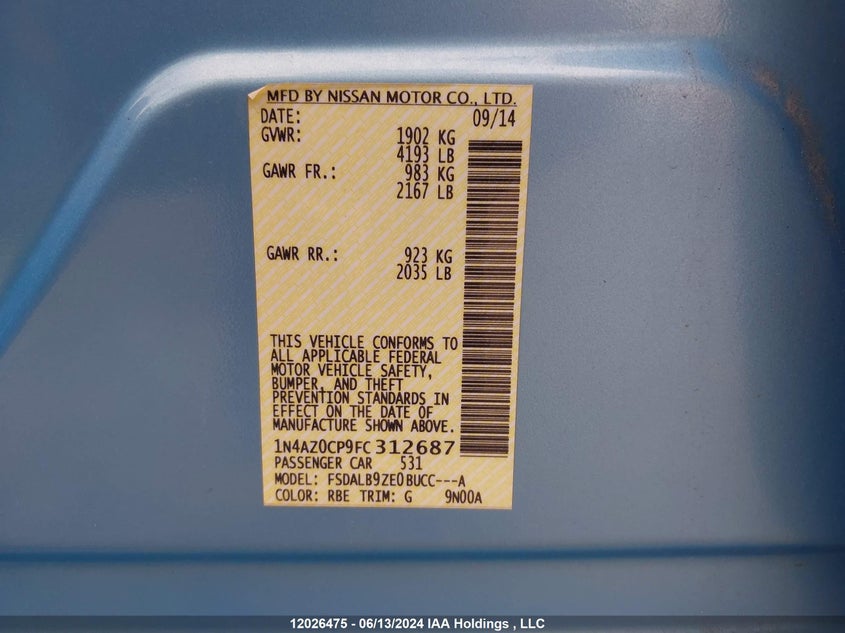 MFD BY NISSAN MOTOR CO., LTD.
DATE: 09/14
GVWR: 1902 KG
4193 LB
GAWR FR.: 983 KG
2167 LB
GAWR RR.: 923 KG
2035 LB
THIS VEHICLE CONFORMS TO
ALL APPLICABLE FEDERAL
MOTOR VEHICLE SAFETY,
BUMPER, AND THEFT
PREVENTION STANDARDS IN
EFFECT ON THE DATE OF
MANUFACTURE SHOWN ABOVE.
1N4AZ0CP9FC312687
PASSENGER CAR 531
MODEL: FSDALB9ZE0BUCC---A
COLOR: RBE TRIM: G 9N00A
12026475 - 06/13/2024 IAA Holdings , LLC